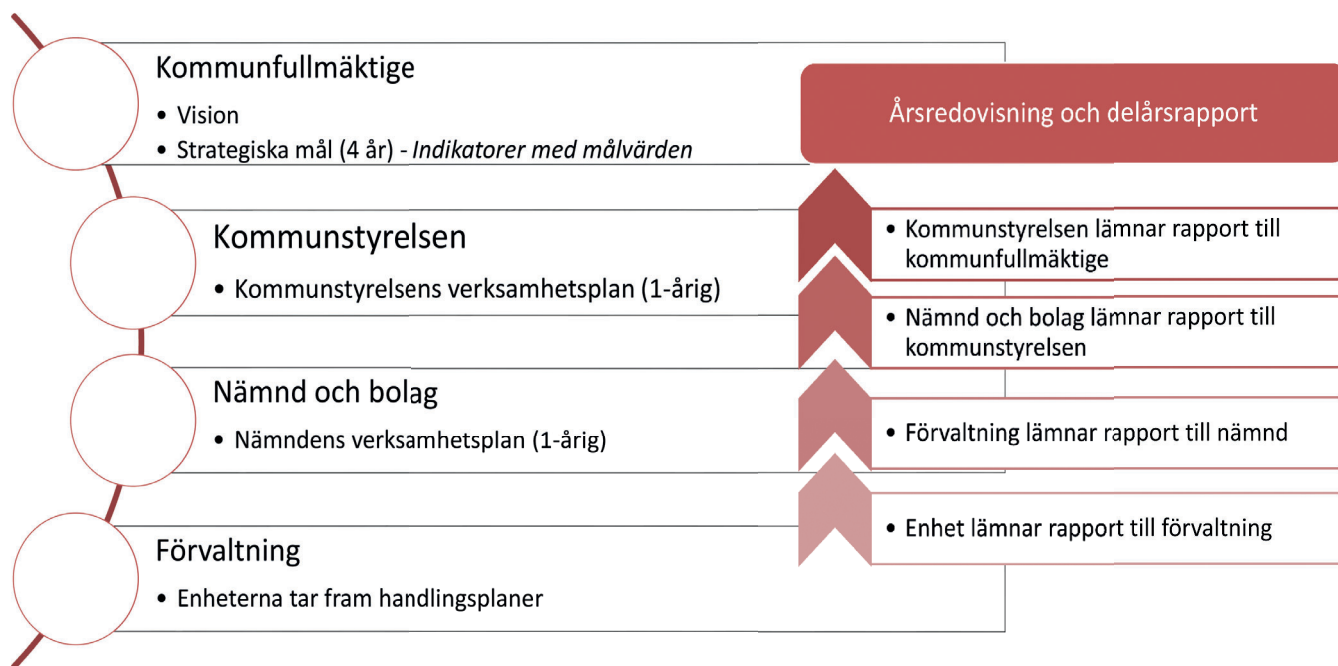 Kommunfullmäktige
• Vision
• Strategiska mål (4 år) - Indikatorer med målvärden
Kommunstyrelsen
• Kommunstyrelsens verksamhetsplan (1-årig)
Nämnd och bolag
• Nämndens verksamhetsplan (1-årig)
Förvaltning
• Enheterna tar fram handlingsplaner
Årsredovisning och delårsrapport
• Kommunstyrelsen lämnar rapport till
kommunfullmäktige
• Nämnd och bolag lämnar rapport till
kommunstyrelsen
• Förvaltning lämnar rapport till nämnd
• Enhet lämnar rapport till förvaltning